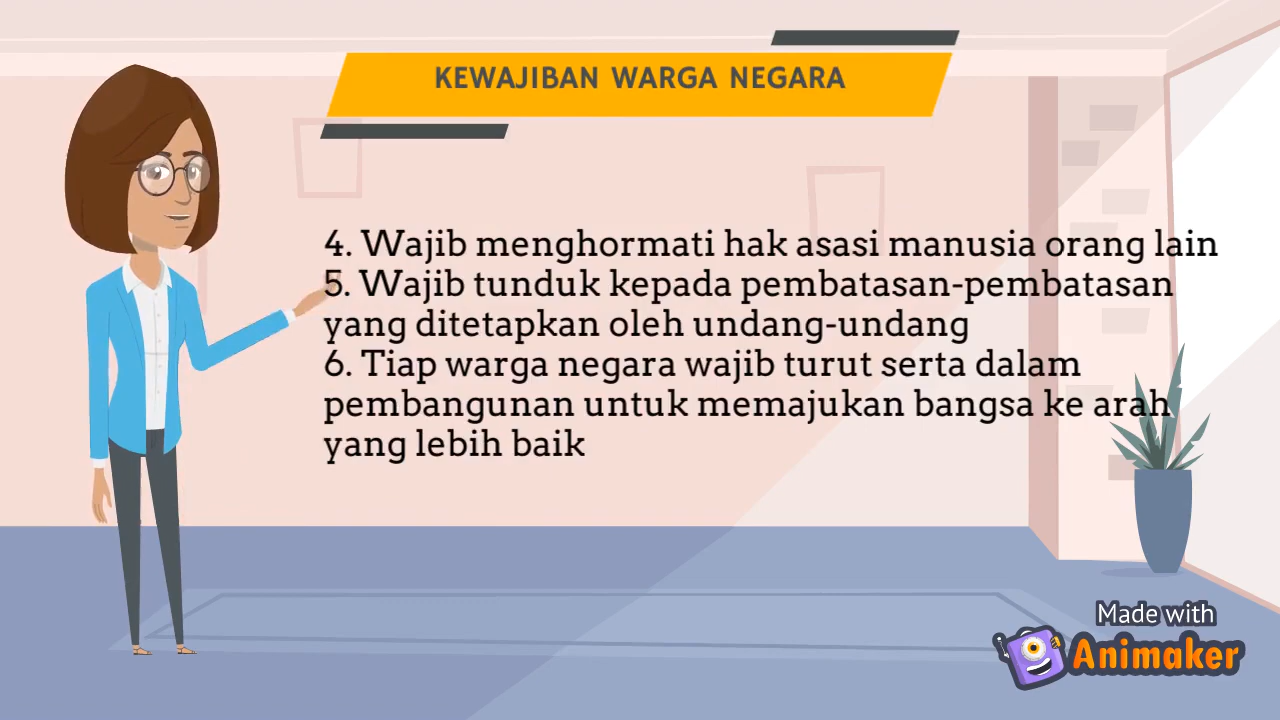 KEWAJIBAN WARGA NEGARA
4. Wajib menghormati hak asasi manusia orang lain
5. Wajib tunduk kepada pembatasan-pembatasan
yang ditetapkan oleh undang-undang
6. Tiap warga negara wajib turut serta dalam
pembangunan untuk memajukan bangsa ke arah
yang lebih baik
Made with
Animaker